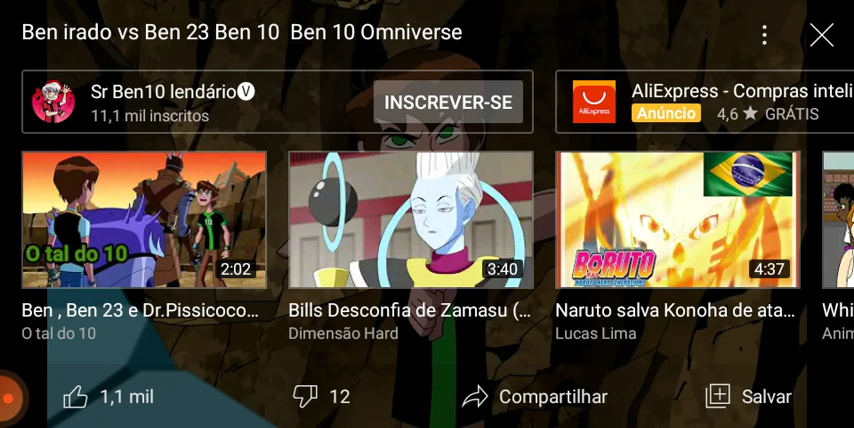 Ben irado vs Ben 23 Ben 10 Ben 10 Omniverse
Sr Ben10 lendário V
11,1 mil inscritos
INSCREVER-SE
AliExpress
AliExpress - Compras inteli
Anúncio 4,6 ★ GRÁTIS
O tal do 10
2:02
3:40
BORUTO
4:37
Ben , Ben 23 e Dr.Pissicoco...
O tal do 10
Bills Desconfia de Zamasu (...
Dimensão Hard
Naruto salva Konoha de ata...
Lucas Lima
Whi
Anim
1,1 mil
12
Compartilhar
Salvar